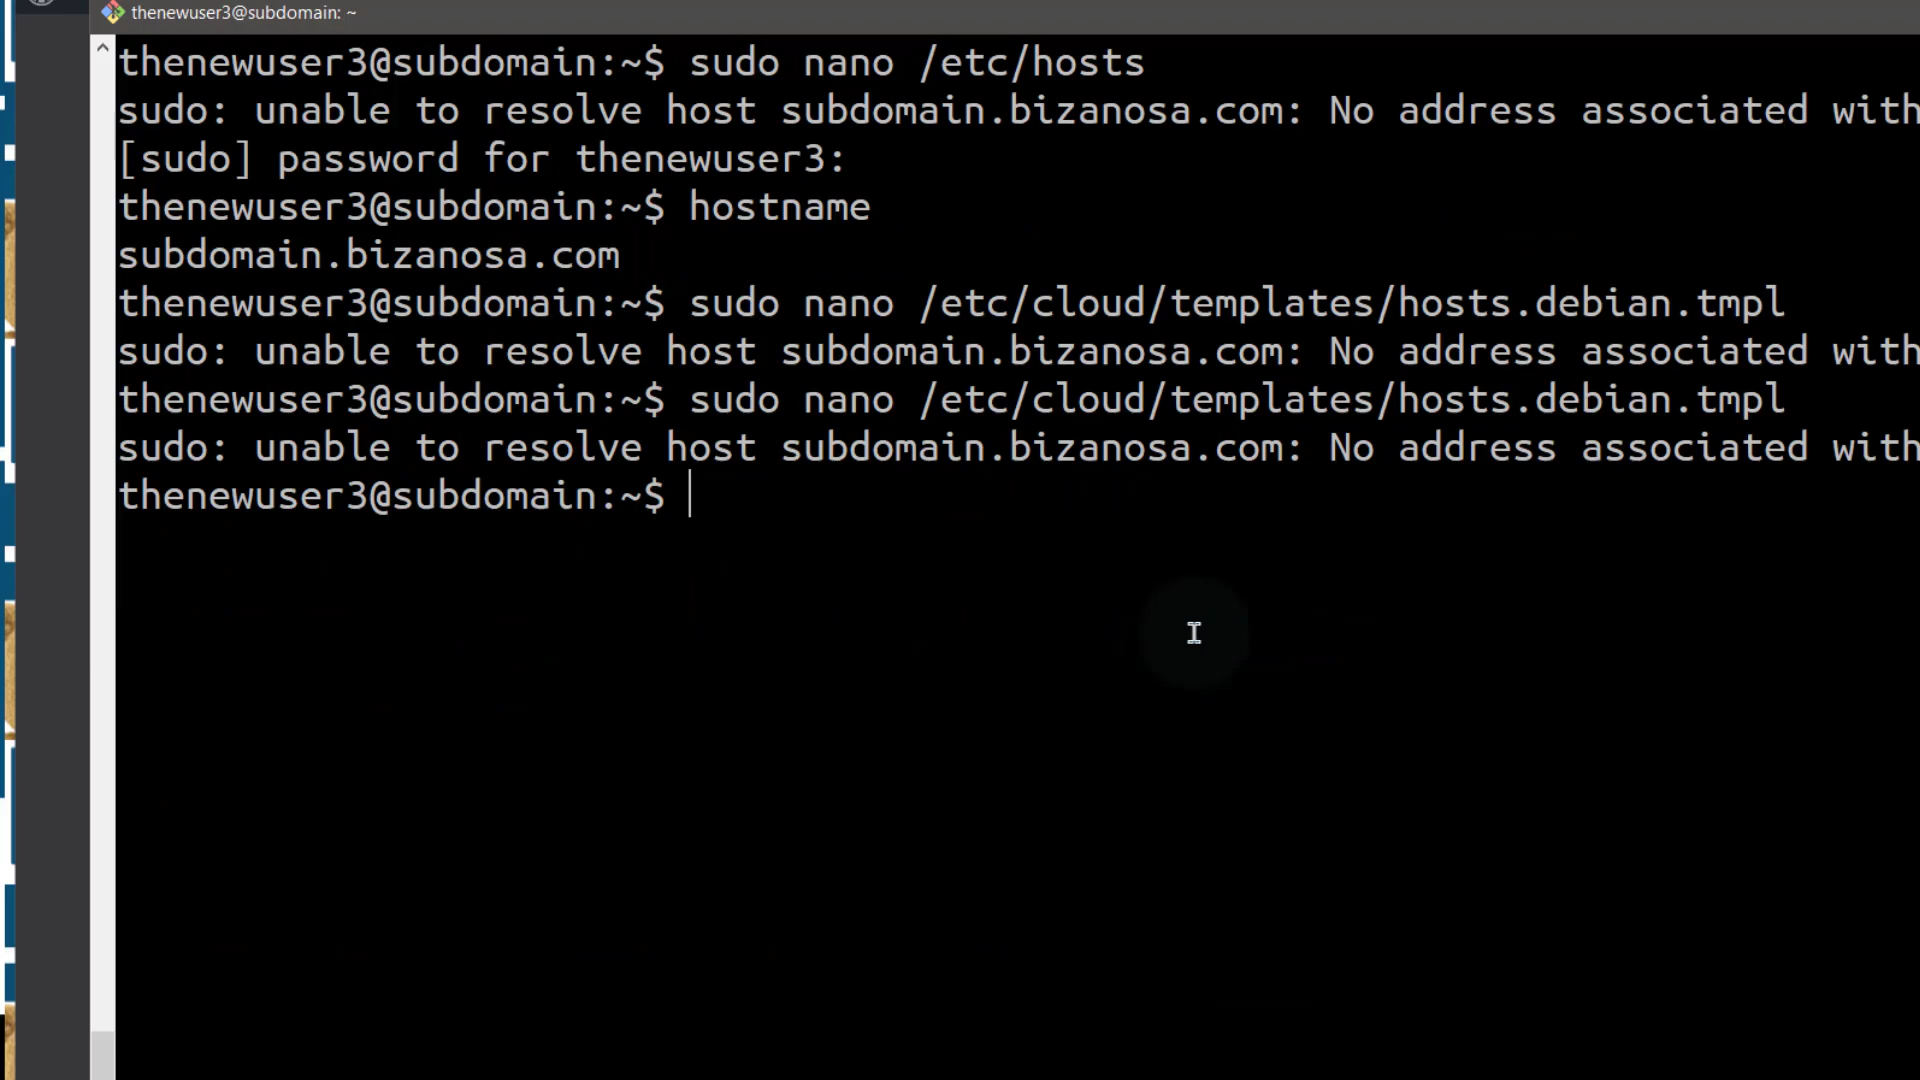 thenewuser3@subdomain: ~
thenewuser3@subdomain:~$ sudo nano /etc/hosts
sudo: unable to resolve host subdomain.bizanosa.com: No address associated with
[sudo] password for thenewuser3:
thenewuser3@subdomain:~$ hostname
subdomain.bizanosa.com
thenewuser3@subdomain:~$ sudo nano /etc/cloud/templates/hosts.debian.tmpl
sudo: unable to resolve host subdomain.bizanosa.com: No address associated with
thenewuser3@subdomain:~$ sudo nano /etc/cloud/templates/hosts.debian.tmpl
sudo: unable to resolve host subdomain.bizanosa.com: No address associated with
thenewuser3@subdomain:~$